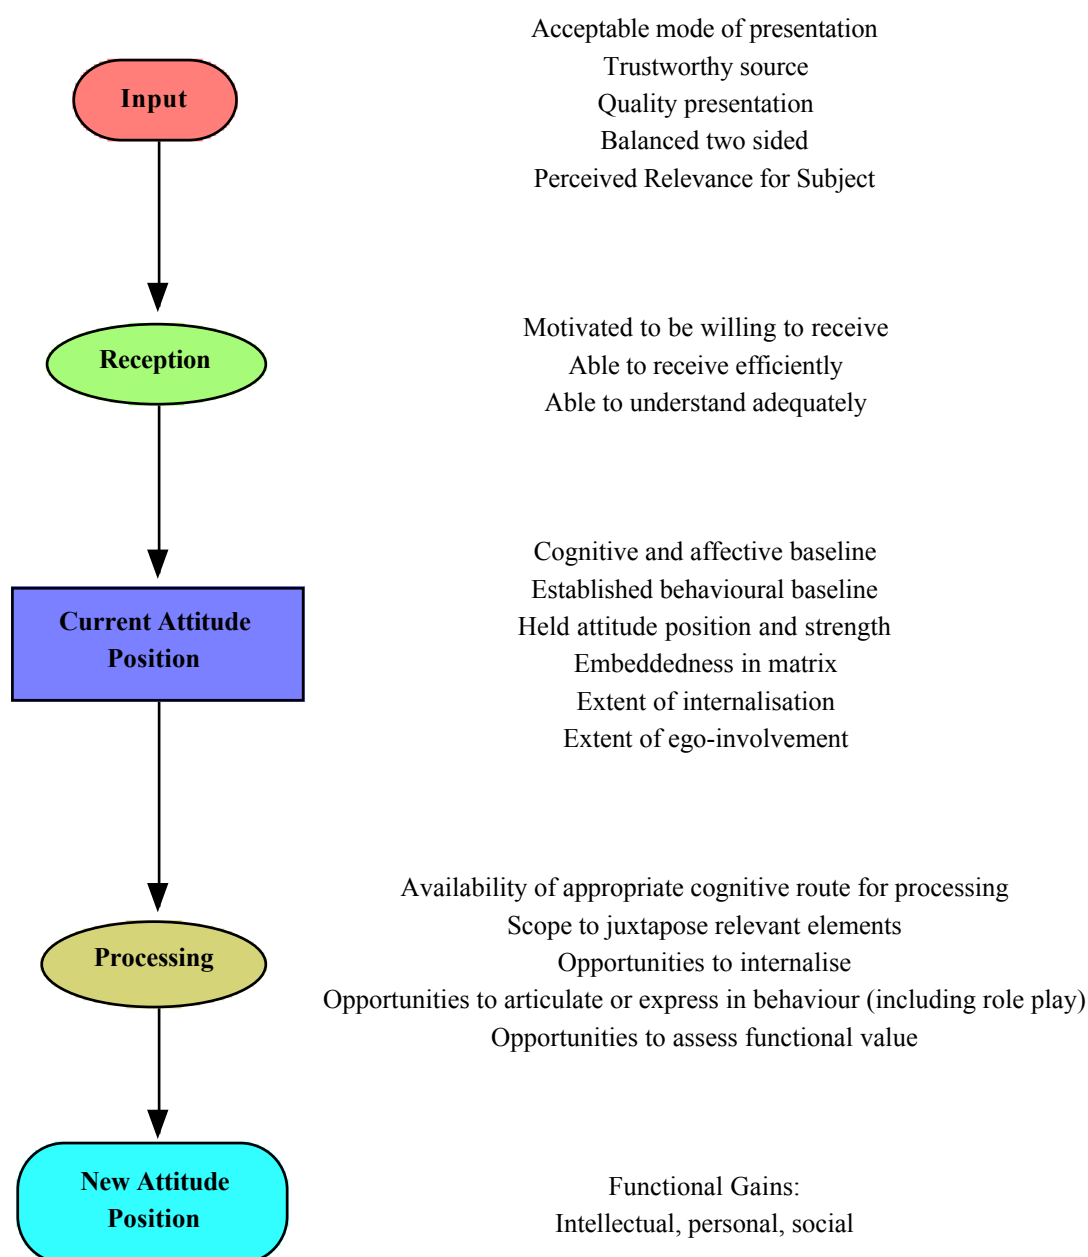 Input
Acceptable mode of presentation
Trustworthy source
Quality presentation
Balanced two sided
Perceived Relevance for Subject
Reception
Motivated to be willing to receive
Able to receive efficiently
Able to understand adequately
Current Attitude
Position
Cognitive and affective baseline
Established behavioural baseline
Held attitude position and strength
Embeddedness in matrix
Extent of internalisation
Extent of ego-involvement
Processing
Availability of appropriate cognitive route for processing
Scope to juxtapose relevant elements
Opportunities to internalise
Opportunities to articulate or express in behaviour (including role play)
Opportunities to assess functional value
New Attitude
Position
Functional Gains:
Intellectual, personal, social